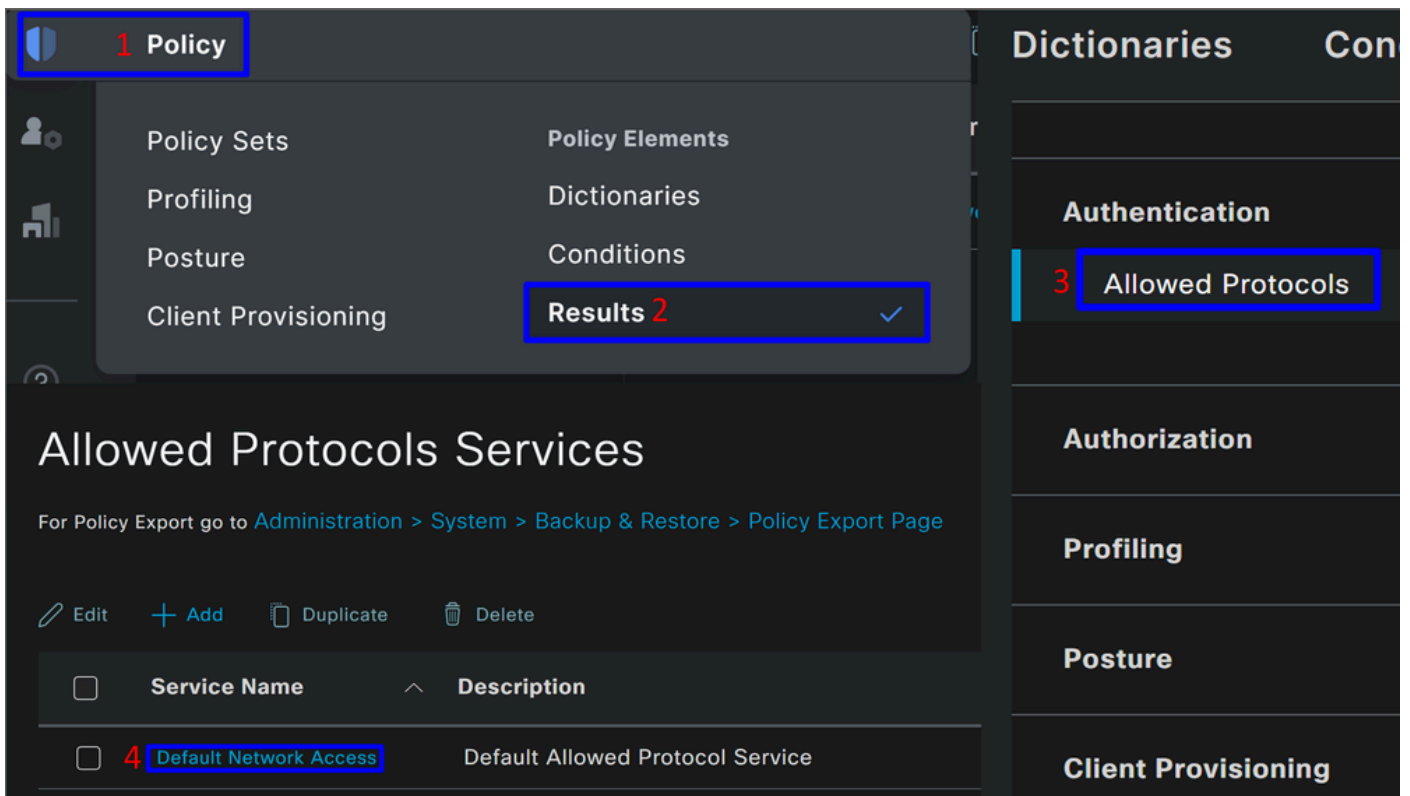 1 Policy
Policy Sets
Profiling
Posture
Client Provisioning
Policy Elements
Dictionaries
Conditions
Results 2
Dictionaries
Authentication
3 Allowed Protocols
Authorization
Profiling
Posture
Client Provisioning
Allowed Protocols Services
For Policy Export go to Administration > System > Backup & Restore > Policy Export Page
Edit Add Duplicate Delete
Service Name Description
4 Default Network Access Default Allowed Protocol Service